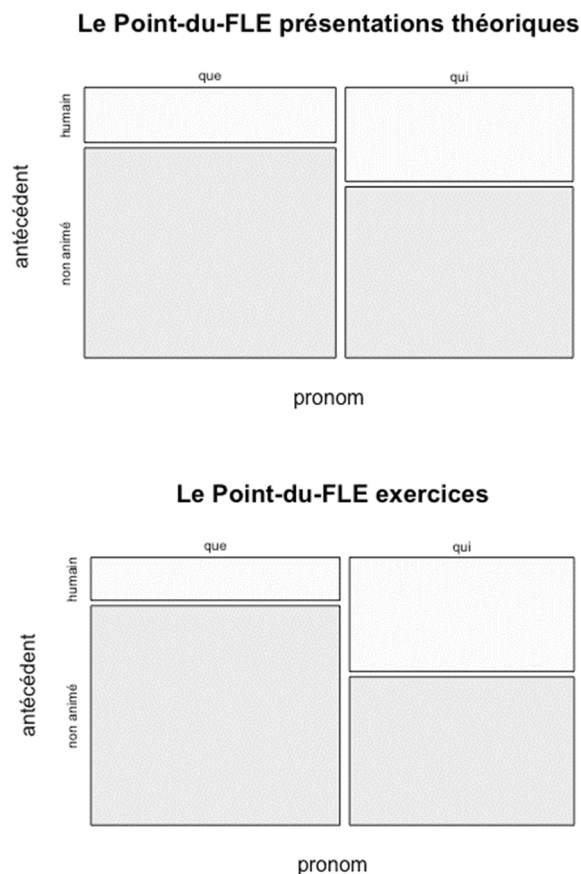 Le Point-du-FLE présentations théoriques
que
qui
humain
non animé
antécédent
pronom
Le Point-du-FLE exercices
que
qui
humain
non animé
antécédent
pronom